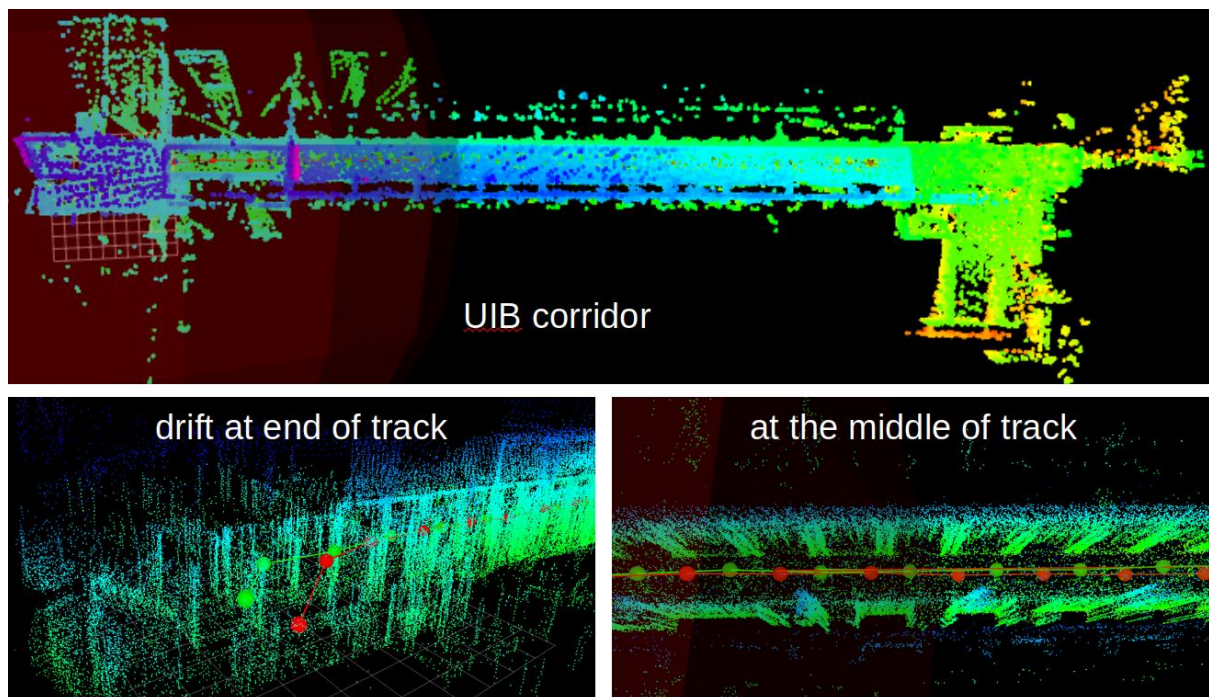 UIB corridor
drift at end of track
at the middle of track